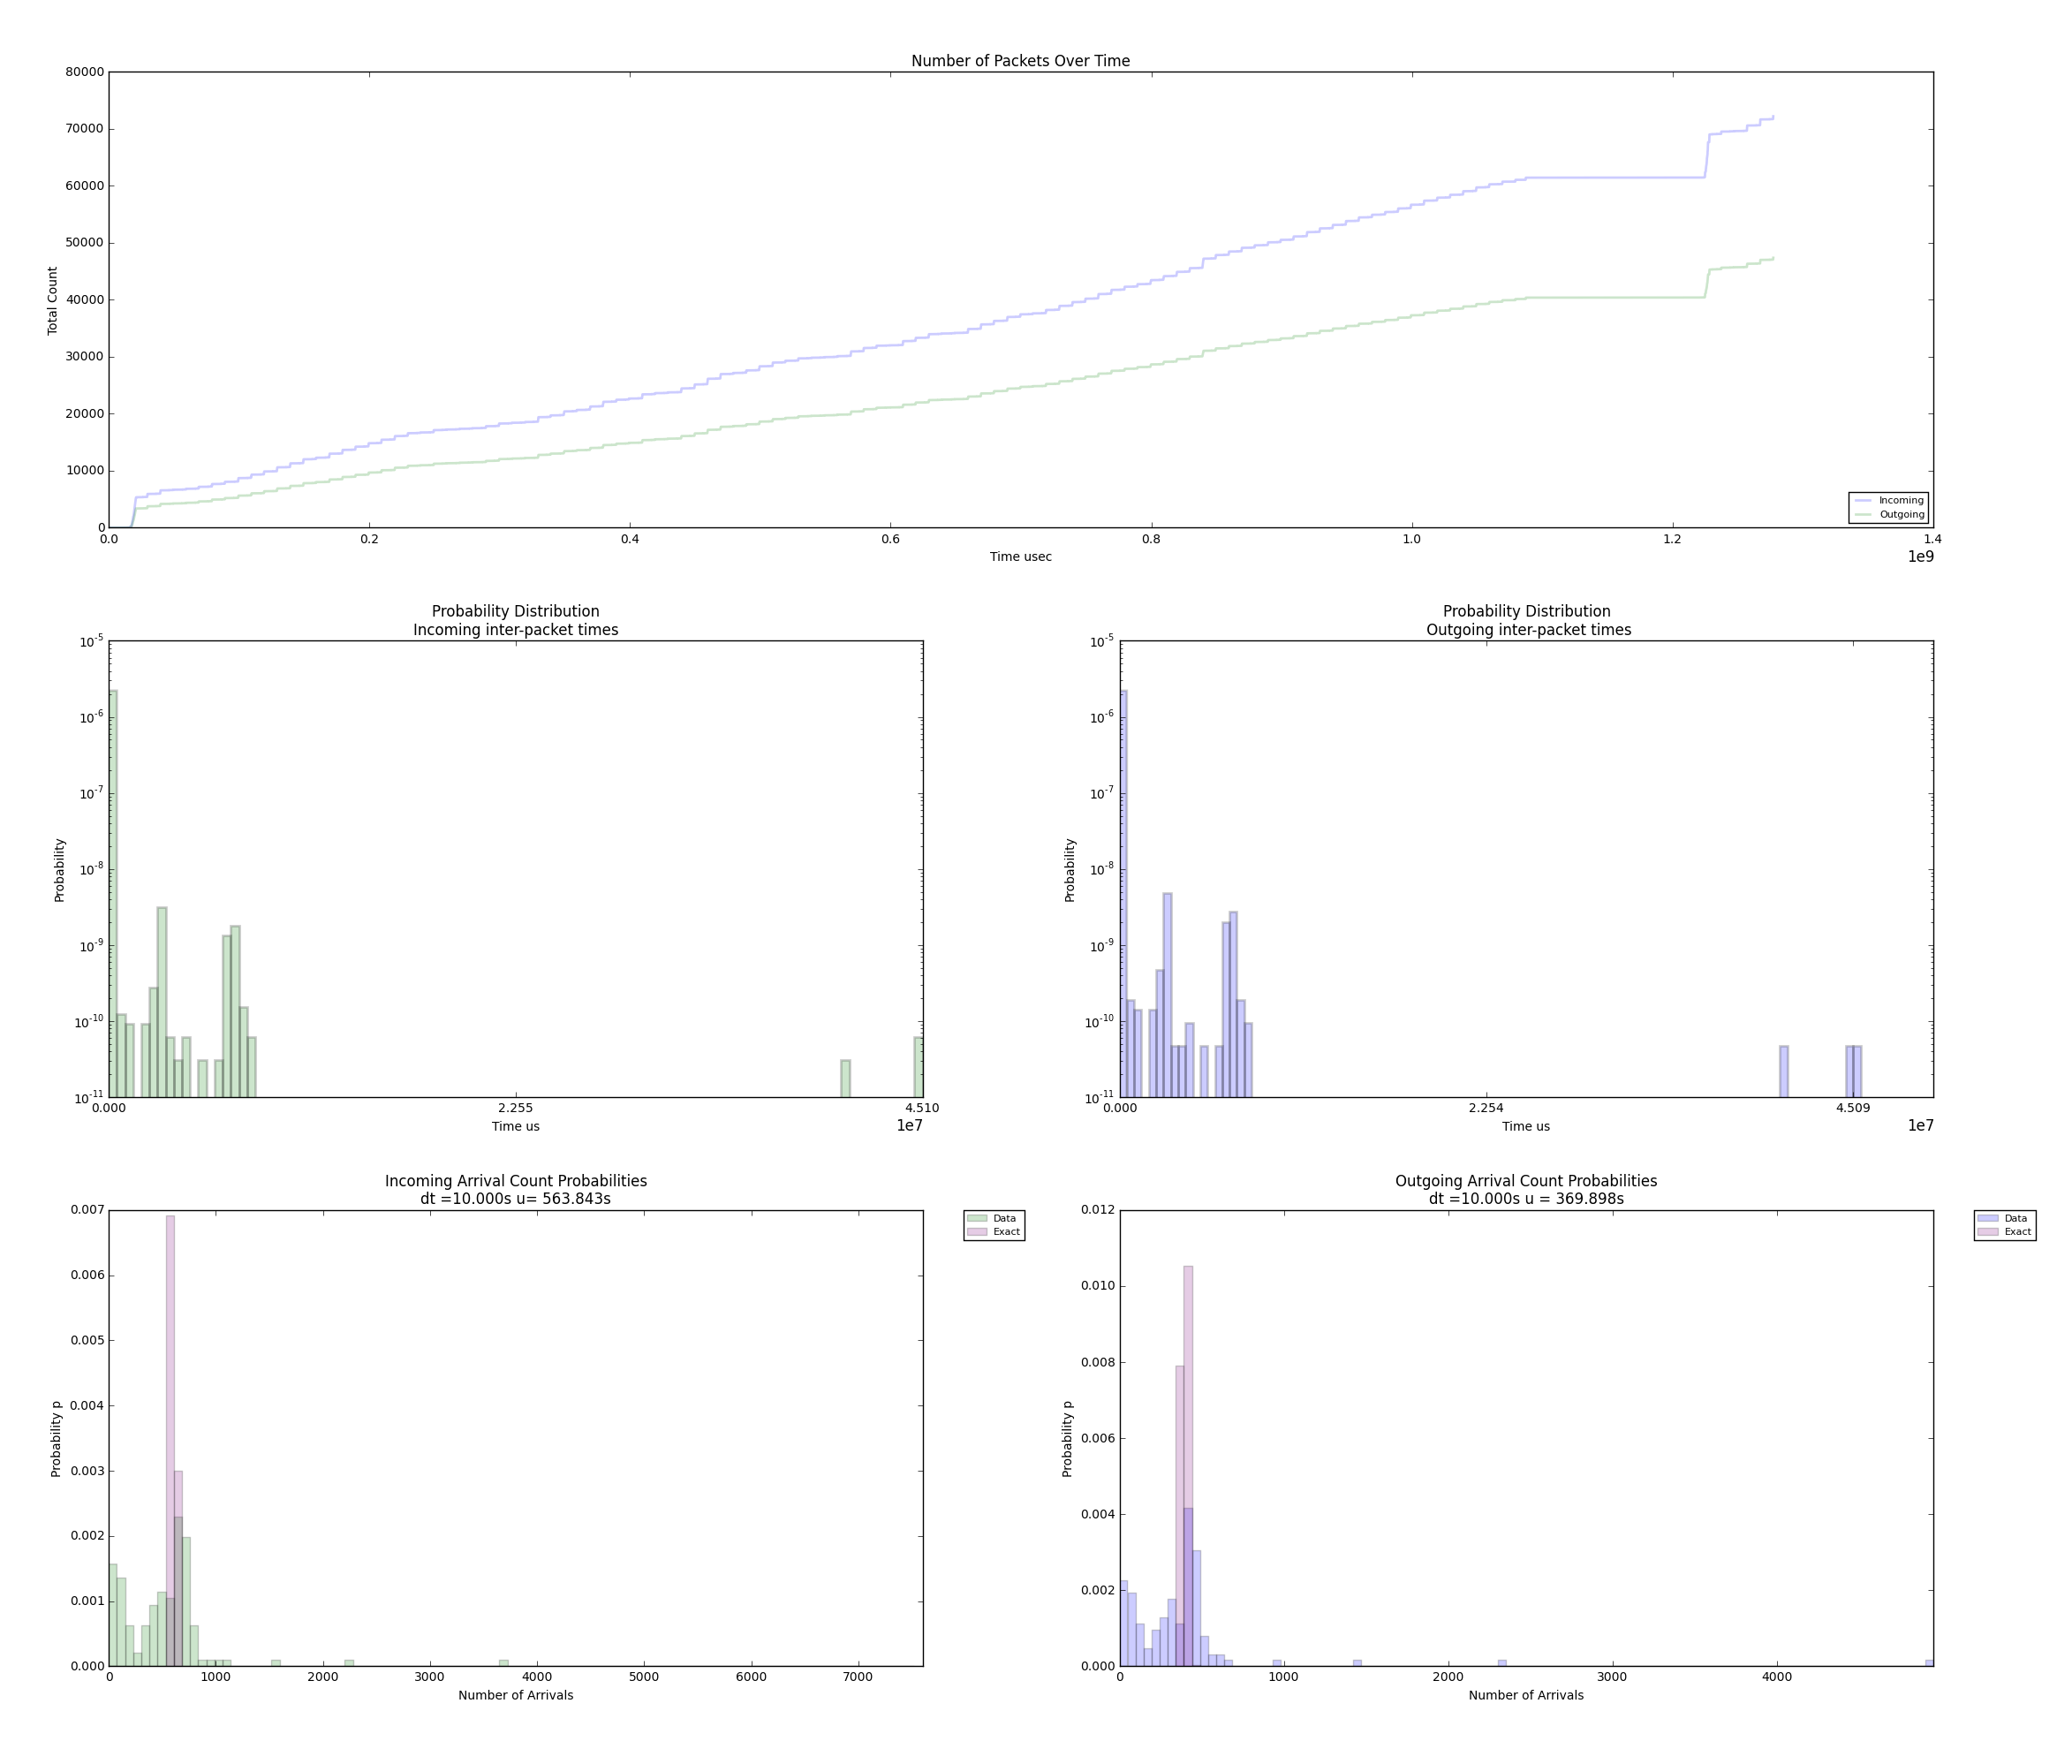 Number of Packets Over Time
80000
70000
60000
50000
40000
30000
20000
10000
0
Total Count
Incoming
Outgoing
0.0 0.2 0.4 0.6 0.8 1.0 1.2 1.4
Time usec
1e9
Probability Distribution
Incoming inter-packet times
10^-5
10^-6
10^-7
10^-8
10^-9
10^-10
10^-11
Probability
0.000 2.255 4.510
Time us
1e7
Probability Distribution
Outgoing inter-packet times
10^-5
10^-6
10^-7
10^-8
10^-9
10^-10
10^-11
Probability
0.000 2.254 4.509
Time us
1e7
Incoming Arrival Count Probabilities
dt =10.000s u= 563.843s
0.007
0.006
0.005
0.004
0.003
0.002
0.001
0.000
Probability p
Data
Exact
0 1000 2000 3000 4000 5000 6000 7000
Number of Arrivals
Outgoing Arrival Count Probabilities
dt =10.000s u = 369.898s
0.012
0.010
0.008
0.006
0.004
0.002
0.000
Probability p
Data
Exact
0 1000 2000 3000 4000
Number of Arrivals